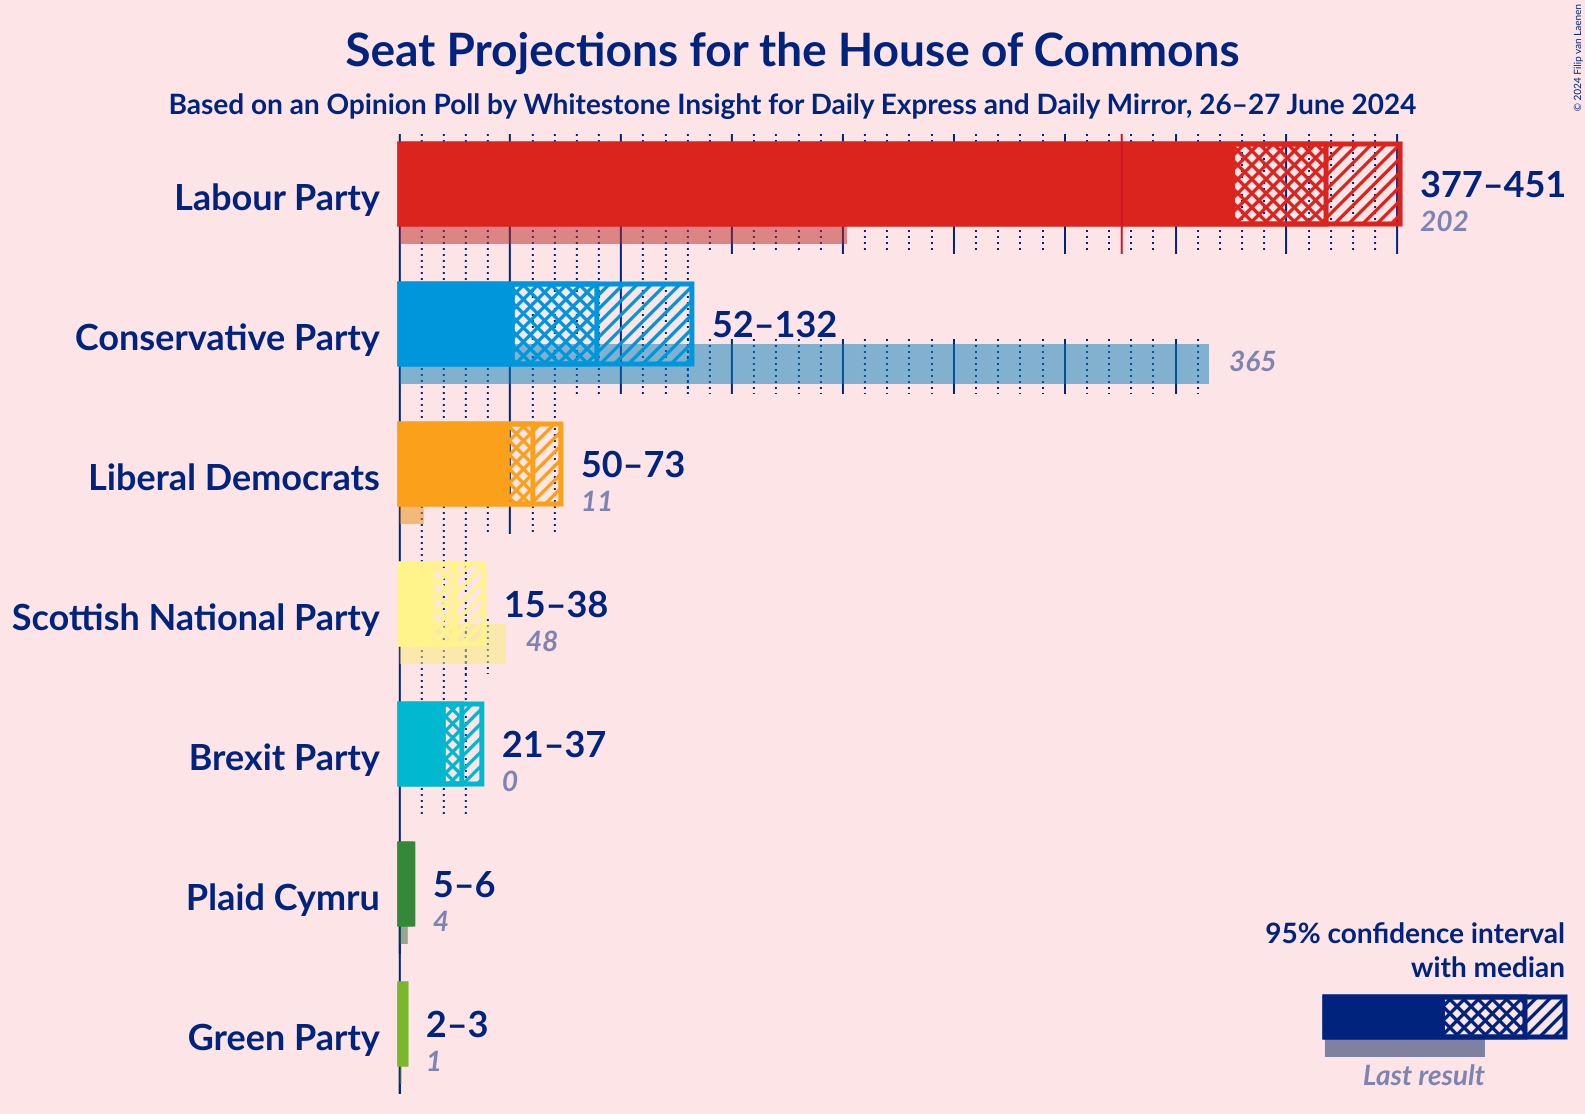 Seat Projections for the House of Commons
Based on an Opinion Poll by Whitestone Insight for Daily Express and Daily Mirror, 26–27 June 2024
© 2024 Filip van Laenen
Labour Party
377–451
202
Conservative Party
52–132
365
Liberal Democrats
50–73
11
Scottish National Party
15–38
48
Brexit Party
21–37
0
Plaid Cymru
5–6
4
Green Party
2–3
1
95% confidence interval
with median
Last result